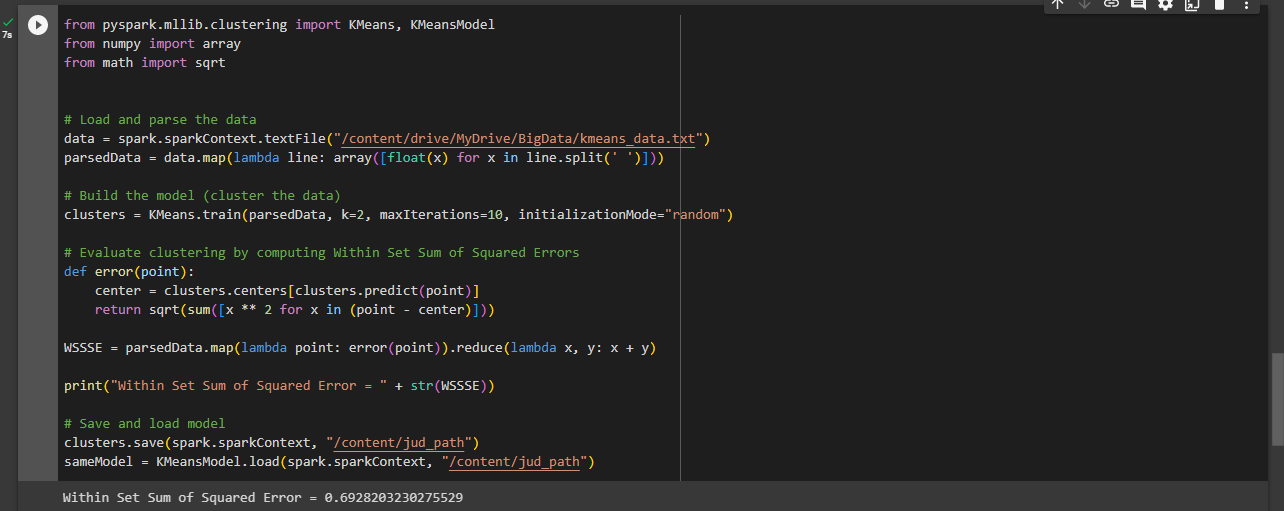 7s
from pyspark.mllib.clustering import KMeans, KMeansModel
from numpy import array
from math import sqrt
# Load and parse the data
data = spark.sparkContext.textFile("/content/drive/MyDrive/BigData/kmeans_data.txt")
parsedData = data.map(lambda line: array([float(x) for x in line.split(' ')]))
# Build the model (cluster the data)
clusters = KMeans.train(parsedData, k=2, maxIterations=10, initializationMode="random")
# Evaluate clustering by computing Within Set Sum of Squared Errors
def error(point):
    center = clusters.centers[clusters.predict(point)]
    return sqrt(sum([x ** 2 for x in (point - center)]))
WSSSE = parsedData.map(lambda point: error(point)).reduce(lambda x, y: x + y)
print("Within Set Sum of Squared Error = " + str(WSSSE))
# Save and load model
clusters.save(spark.sparkContext, "/content/jud_path")
sameModel = KMeansModel.load(spark.sparkContext, "/content/jud_path")
Within Set Sum of Squared Error = 0.6928203230275529